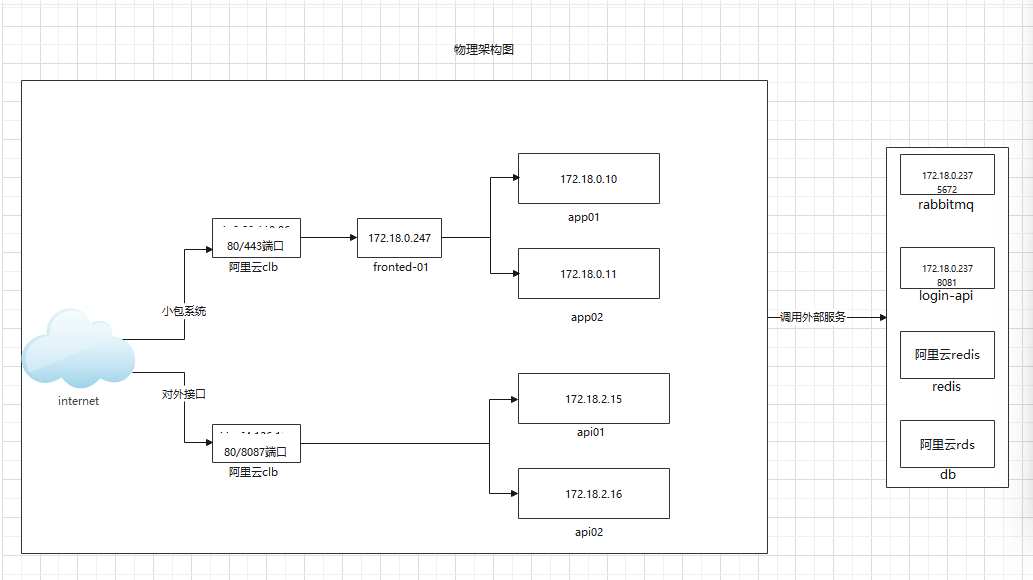 物理架构图
172.18.0.10
app01
80/443端口
阿里云clb
172.18.0.247
fronted-01
172.18.0.11
app02
小包系统
internet
对外接口
80/8087端口
阿里云clb
172.18.2.15
api01
172.18.2.16
api02
调用外部服务
172.18.0.237
5672
rabbitmq
172.18.0.237
8081
login-api
阿里云redis
redis
阿里云rds
db